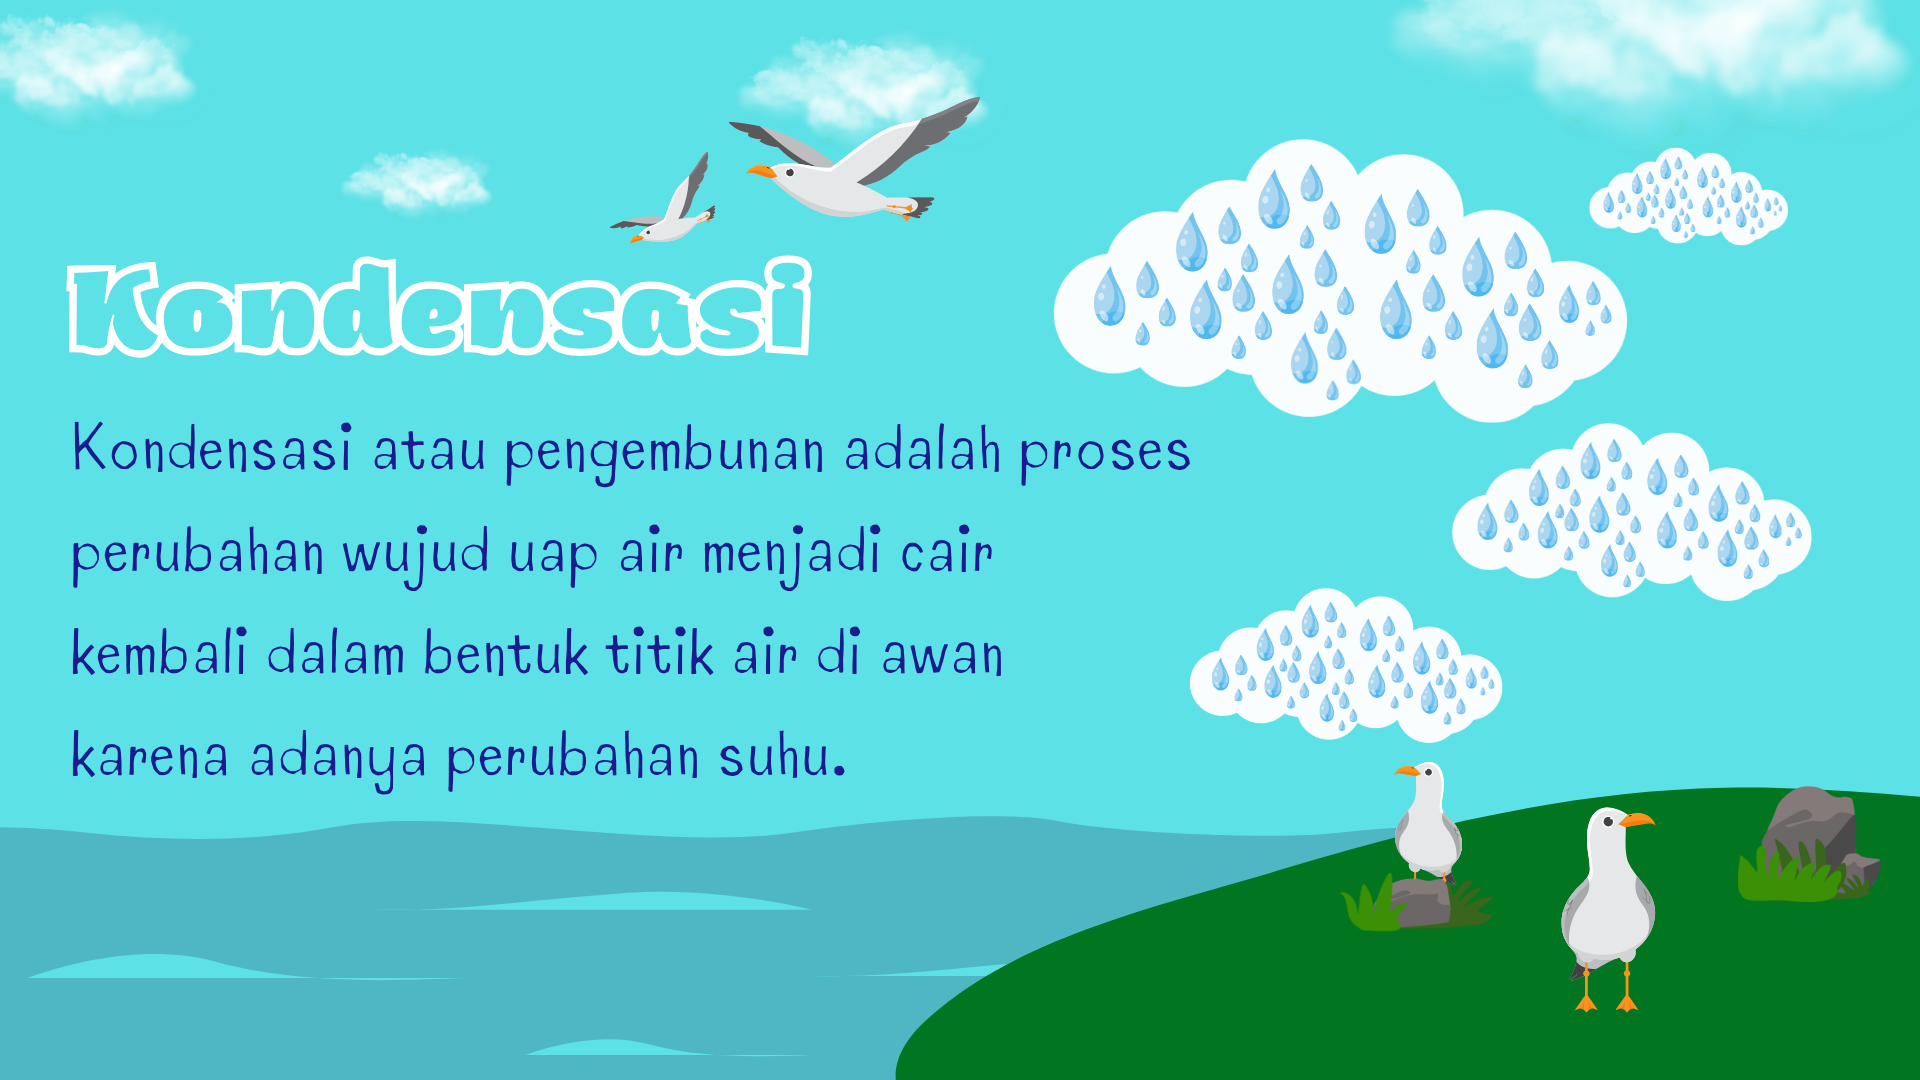 Kondensasi
Kondensasi atau pengembunan adalah proses
perubahan wujud uap air menjadi cair
kembali dalam bentuk titik air di awan
karena adanya perubahan suhu.